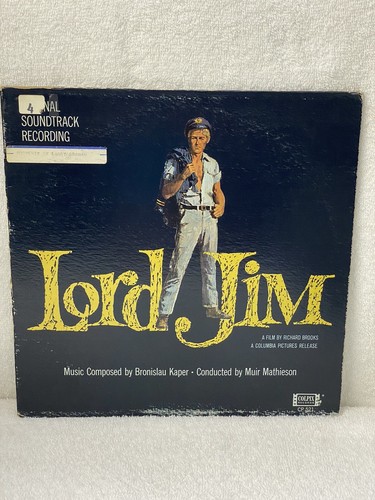 4
NAL
SOUNDTRACK
RECORDING
Lord Jim
A FILM BY RICHARD BROOKS
A COLUMBIA PICTURES RELEASE
Music Composed by Bronislau Kaper • Conducted by Muir Mathieson
COLPIX
CP 521